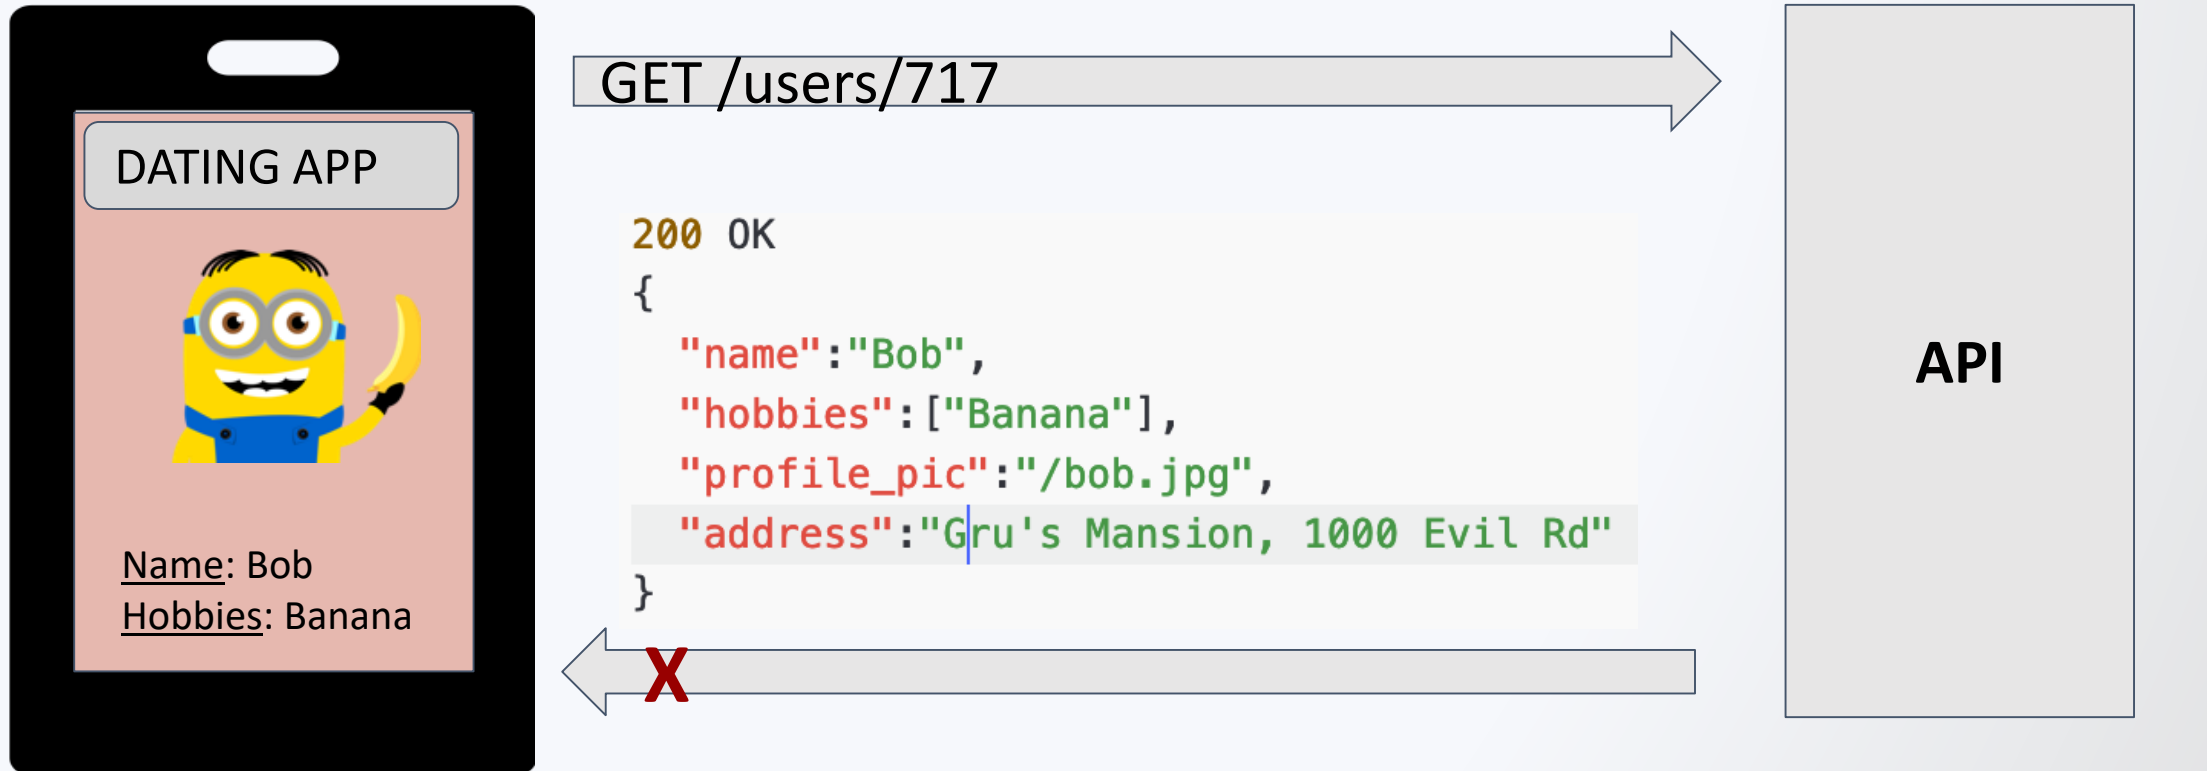 DATING APP
Name: Bob
Hobbies: Banana
GET /users/717
200 OK
{
"name":"Bob",
"hobbies":["Banana"],
"profile_pic":"/bob.jpg",
"address":"Gru's Mansion, 1000 Evil Rd"
}
X
API